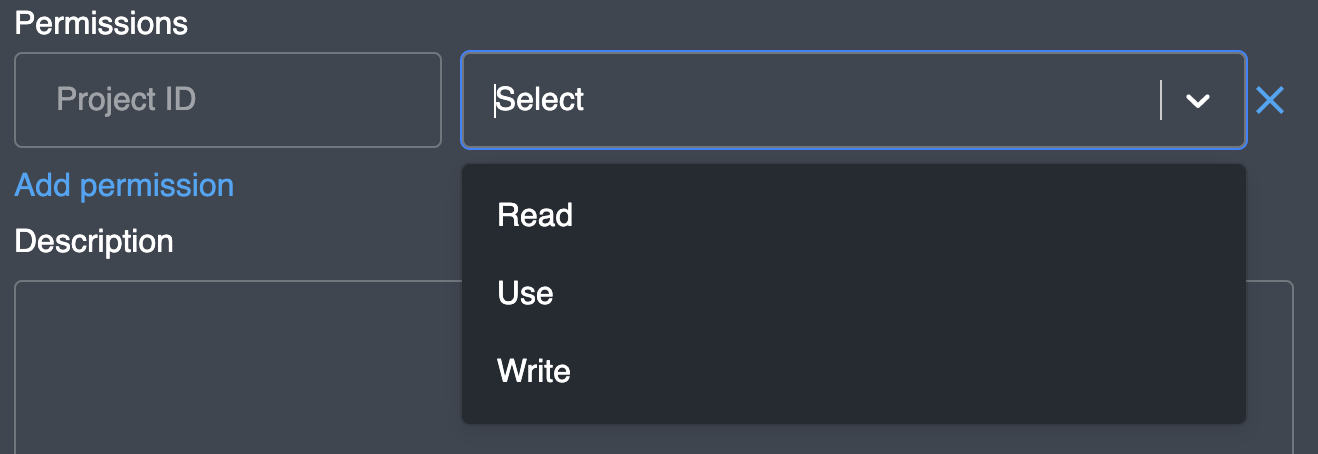 Permissions
Project ID
Select
Add permission
Read
Description
Use
Write